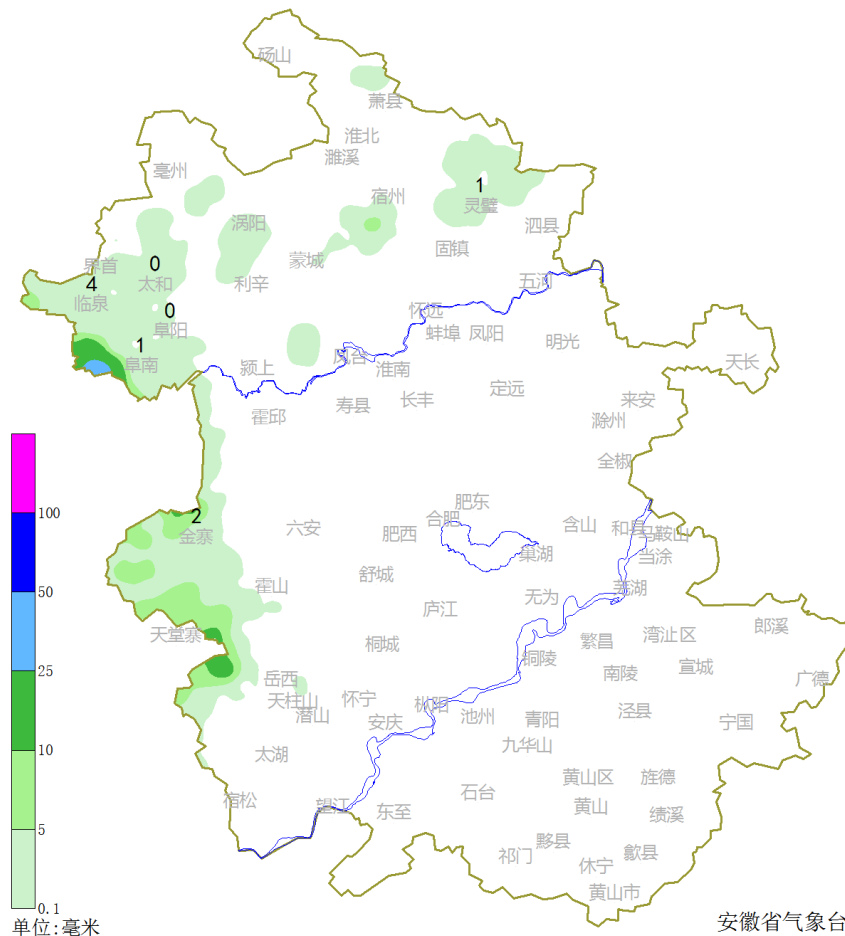 砀山
萧县
淮北
濉溪
亳州
宿州
1
灵璧
涡阳
泗县
固镇
蒙城
界首
0
太和
利辛
4
临泉
五河
0
阜阳
怀远
蚌埠
凤阳
明光
1
阜南
颍上
凤台
淮南
天长
定远
寿县
长丰
来安
霍邱
滁州
全椒
100
2
金寨
六安
肥东
合肥
肥西
含山
和县
马鞍山
巢湖
当涂
舒城
霍山
50
芜湖
无为
庐江
天堂寨
桐城
繁昌
湾沚区
郎溪
铜陵
25
岳西
南陵
宣城
广德
天柱山
怀宁
枞阳
潜山
安庆
池州
青阳
泾县
宁国
10
太湖
九华山
黄山区
旌德
宿松
望江
石台
东至
黄山
绩溪
5
黟县
祁门
歙县
休宁
黄山市
0.1
单位:毫米
安徽省气象台